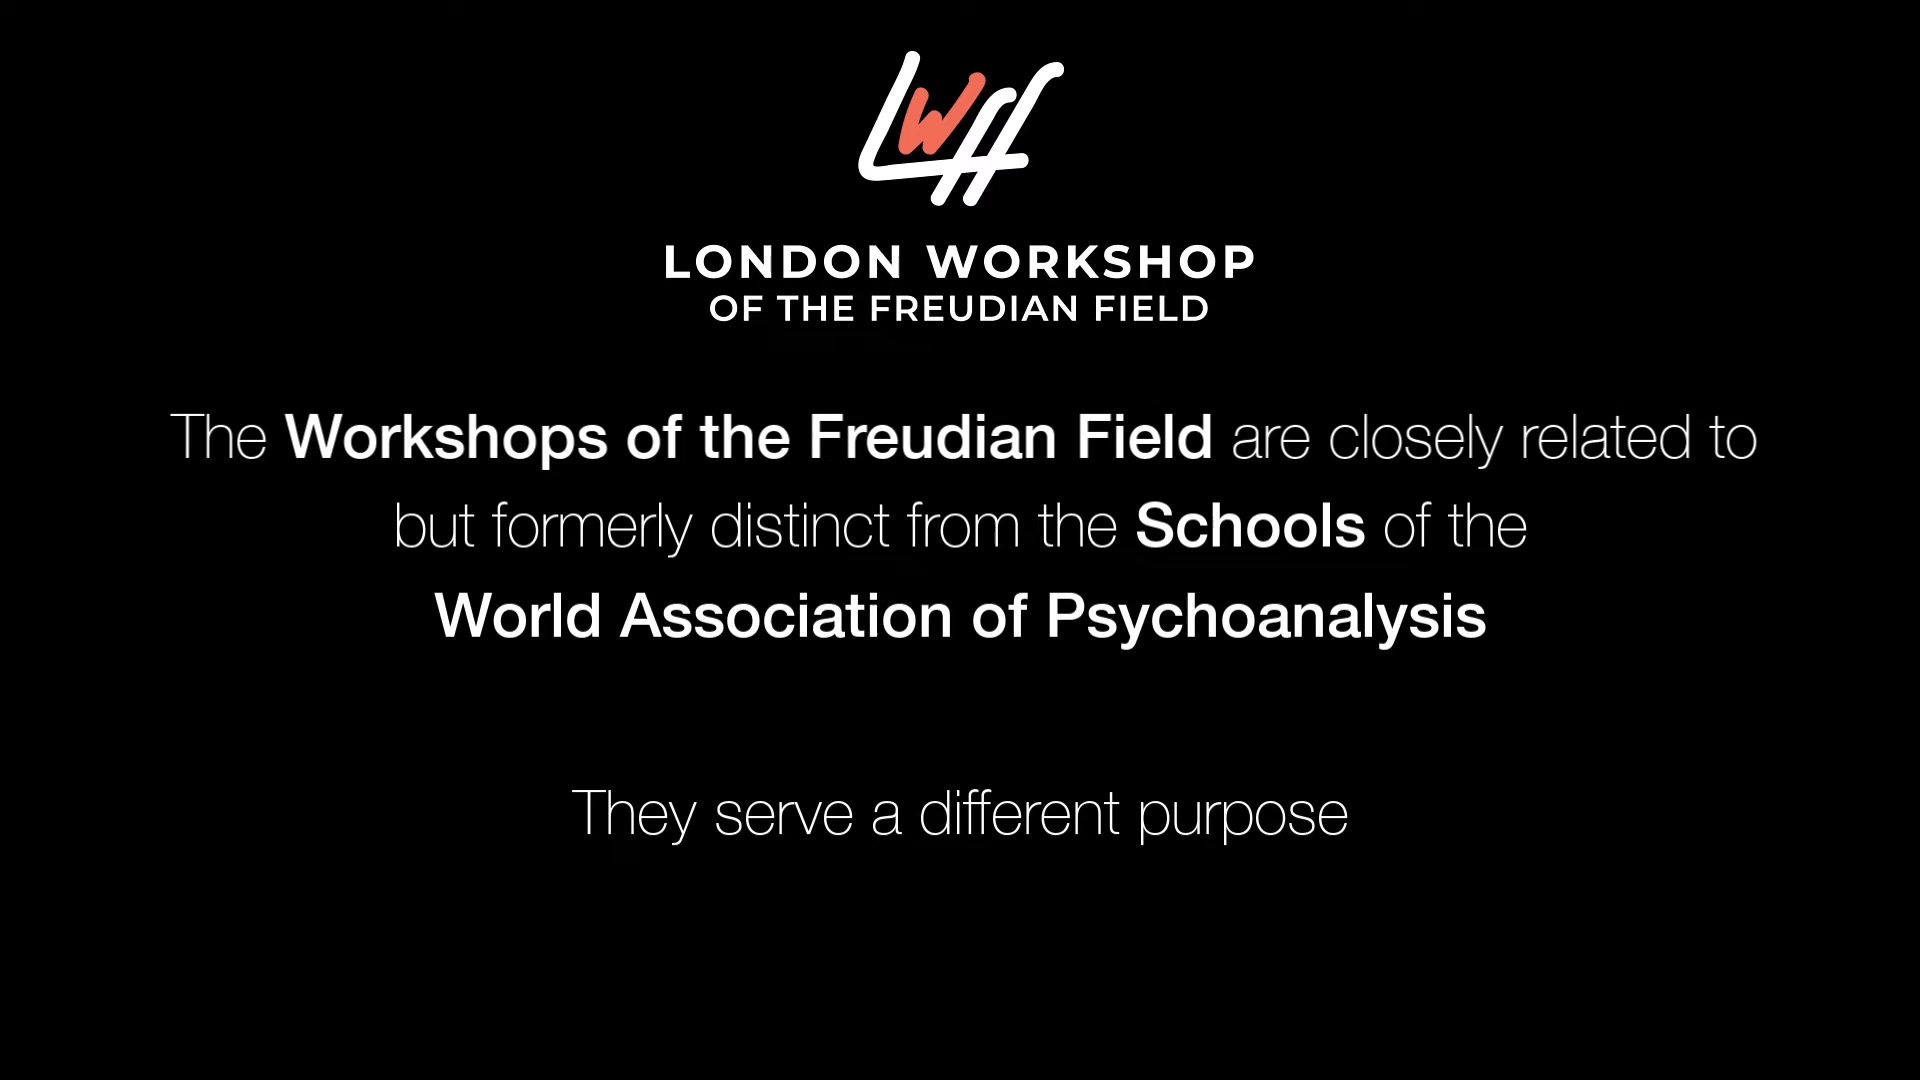 Lwff
LONDON WORKSHOP
OF THE FREUDIAN FIELD
The Workshops of the Freudian Field are closely related to
but formerly distinct from the Schools of the
World Association of Psychoanalysis
They serve a different purpose